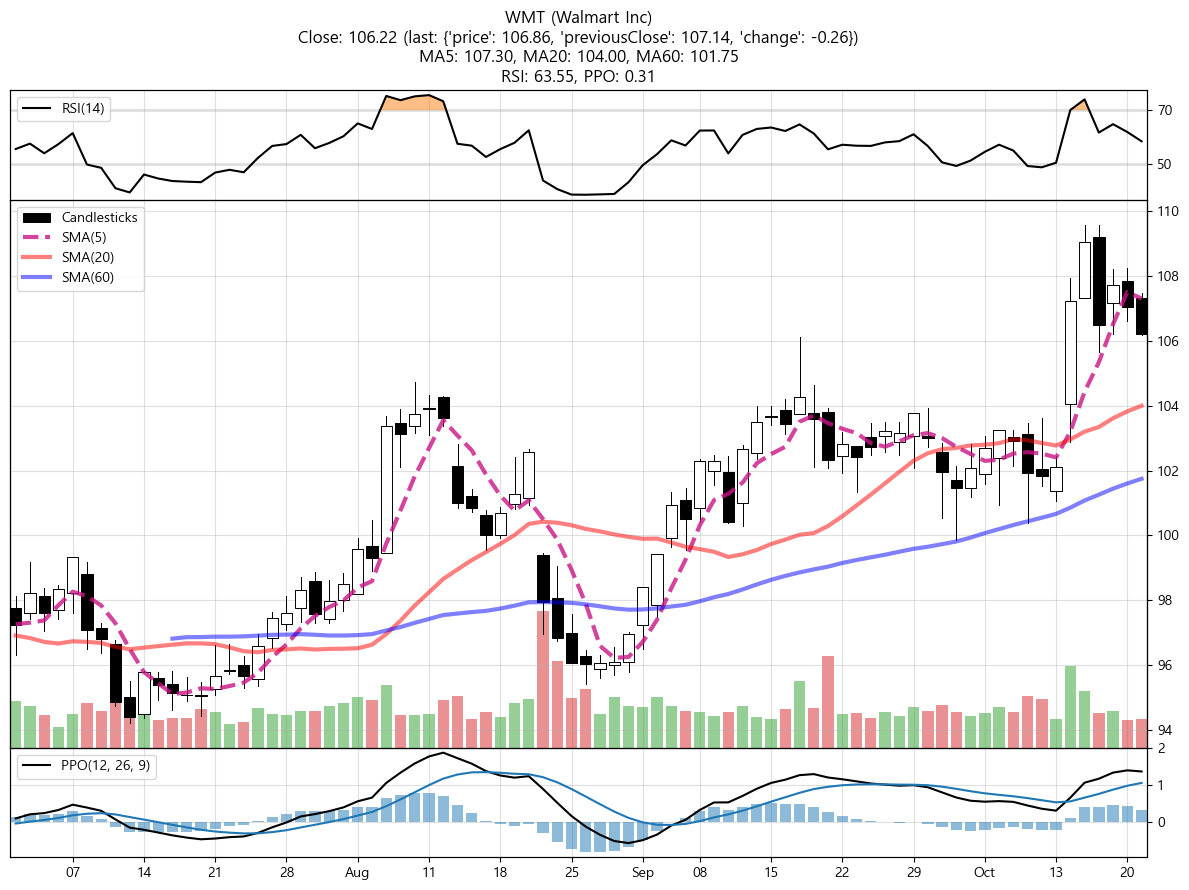 WMT (Walmart Inc)
Close: 106.22 (last: {'price': 106.86, 'previousClose': 107.14, 'change': -0.26})
MA5: 107.30, MA20: 104.00, MA60: 101.75
RSI: 63.55, PPO: 0.31
RSI(14)
70
50
Candlesticks
SMA(5)
SMA(20)
SMA(60)
110
108
106
104
102
100
98
96
94
PPO(12, 26, 9)
2
1
0
07 14 21 28 Aug 11 18 25 Sep 08 15 22 29 Oct 13 20